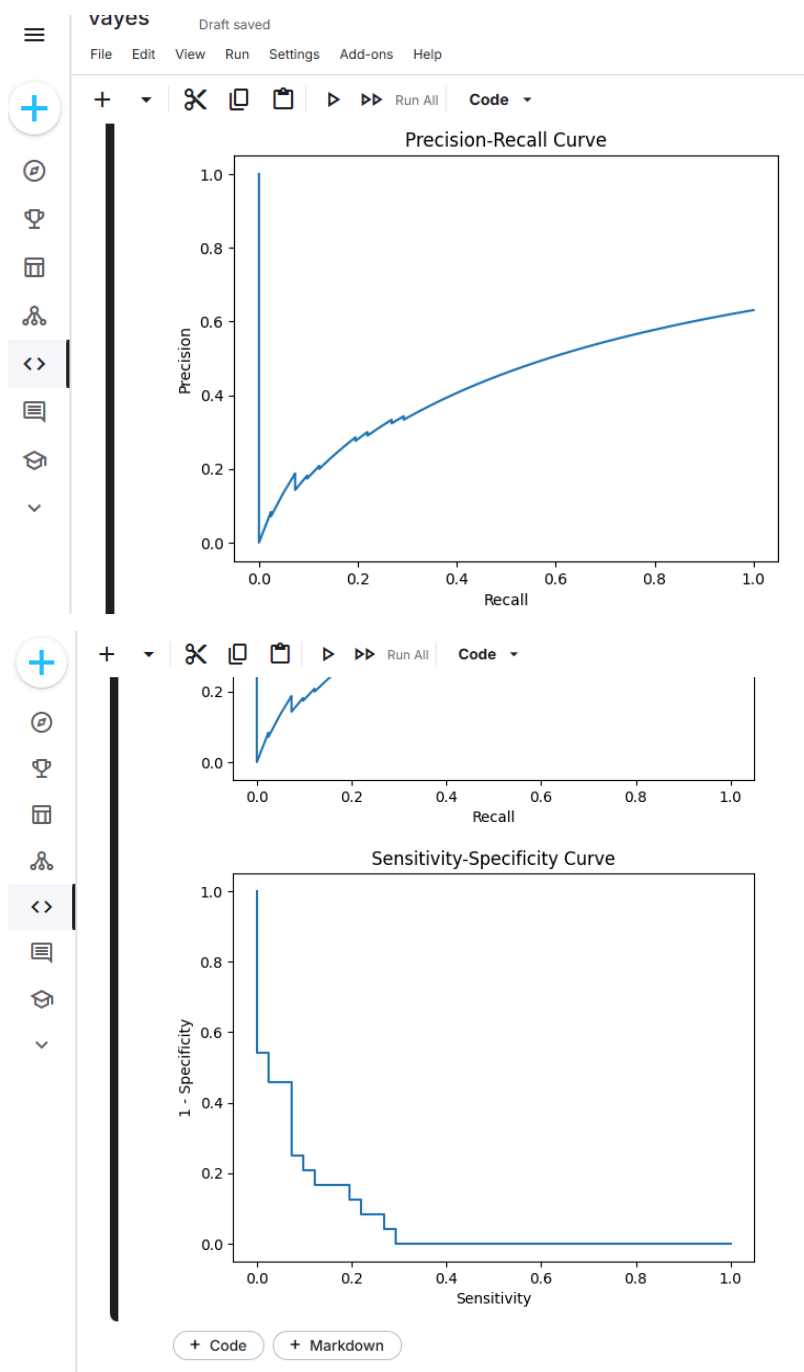 vayes
Draft saved
File Edit View Run Settings Add-ons Help
Run All Code
Precision-Recall Curve
1.0
0.8
0.6
0.4
0.2
0.0
Precision
0.0 0.2 0.4 0.6 0.8 1.0
Recall
Run All Code
0.2
0.0
0.0 0.2 0.4 0.6 0.8 1.0
Recall
Sensitivity-Specificity Curve
1.0
0.8
0.6
0.4
0.2
0.0
1 - Specificity
0.0 0.2 0.4 0.6 0.8 1.0
Sensitivity
+ Code + Markdown